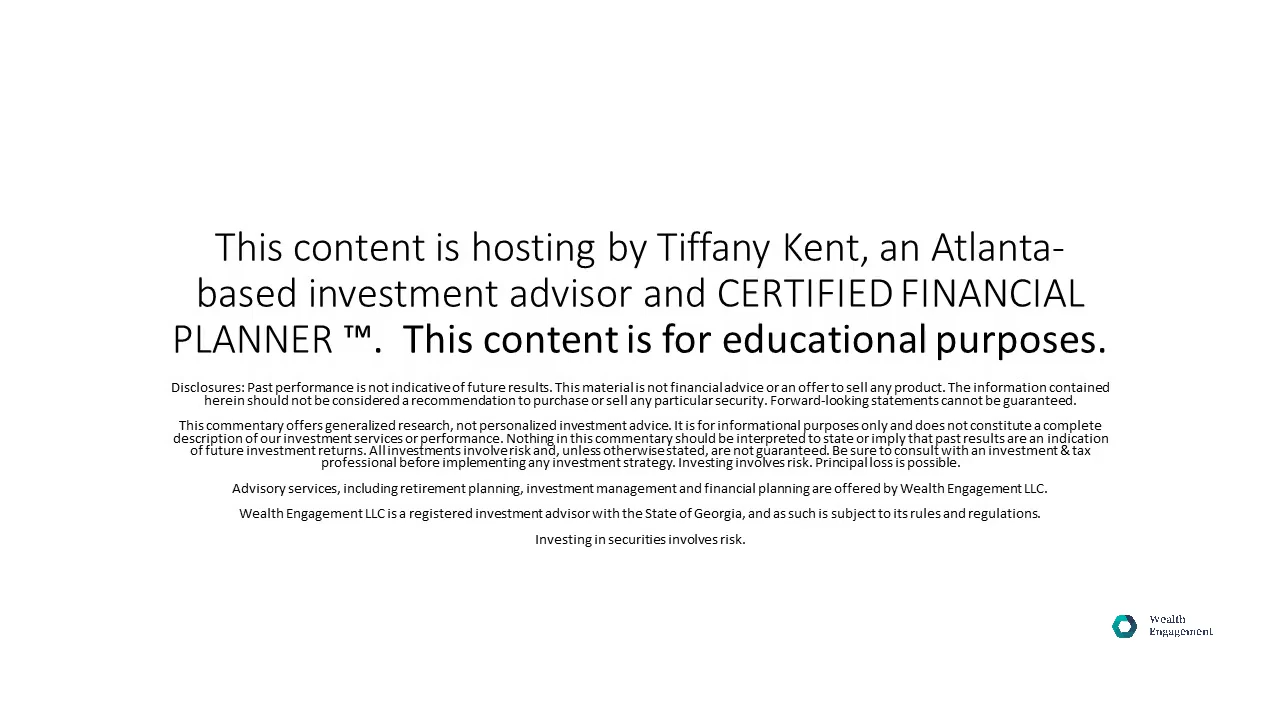 This content is hosting by Tiffany Kent, an Atlanta-
based investment advisor and CERTIFIED FINANCIAL
PLANNER ™. This content is for educational purposes.
Disclosures: Past performance is not indicative of future results. This material is not financial advice or an offer to sell any product. The information contained
herein should not be considered a recommendation to purchase or sell any particular security. Forward-looking statements cannot be guaranteed.
This commentary offers generalized research, not personalized investment advice. It is for informational purposes only and does not constitute a complete
description of our investment services or performance. Nothing in this commentary should be interpreted to state or imply that past results are an indication
of future investment returns. All investments involve risk and, unless otherwise stated, are not guaranteed. Be sure to consult with an investment & tax
professional before implementing any investment strategy. Investing involves risk. Principal loss is possible.
Advisory services, including retirement planning, investment management and financial planning are offered by Wealth Engagement LLC.
Wealth Engagement LLC is a registered investment advisor with the State of Georgia, and as such is subject to its rules and regulations.
Investing in securities involves risk.
Wealth
Engagement